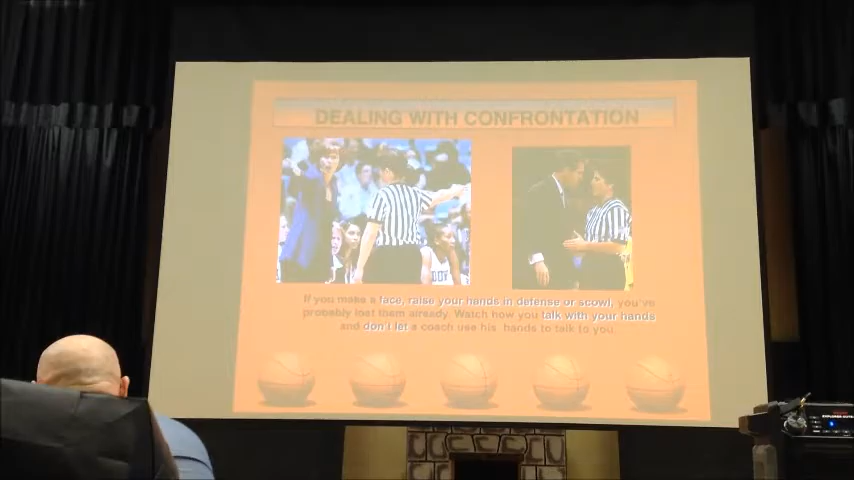 DEALING WITH CONFRONTATION
If you make a face, raise your hands in defense or scowl, you've
probably lost them already. Watch how you talk with your hands
and don't let a coach use his hands to talk to you.